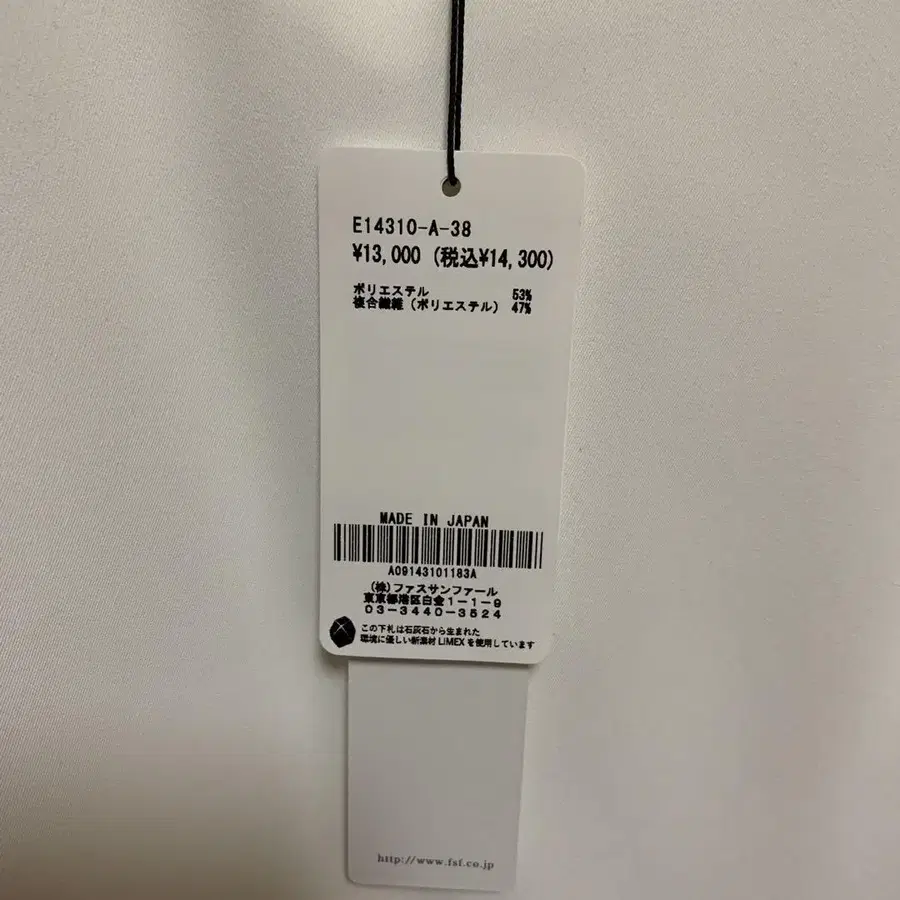 E14310-A-38
¥13,000 (税込¥14,300)
ポリエステル 53%
複合繊維(ポリエステル) 47%
MADE IN JAPAN
A09143101183A
(株)ファスサンファール
東京都港区白金1-1-9
03-3440-3524
この下札は石灰石から生まれた
環境に優しい新素材 LIMEX を使用しています
http://www.fsf.co.jp